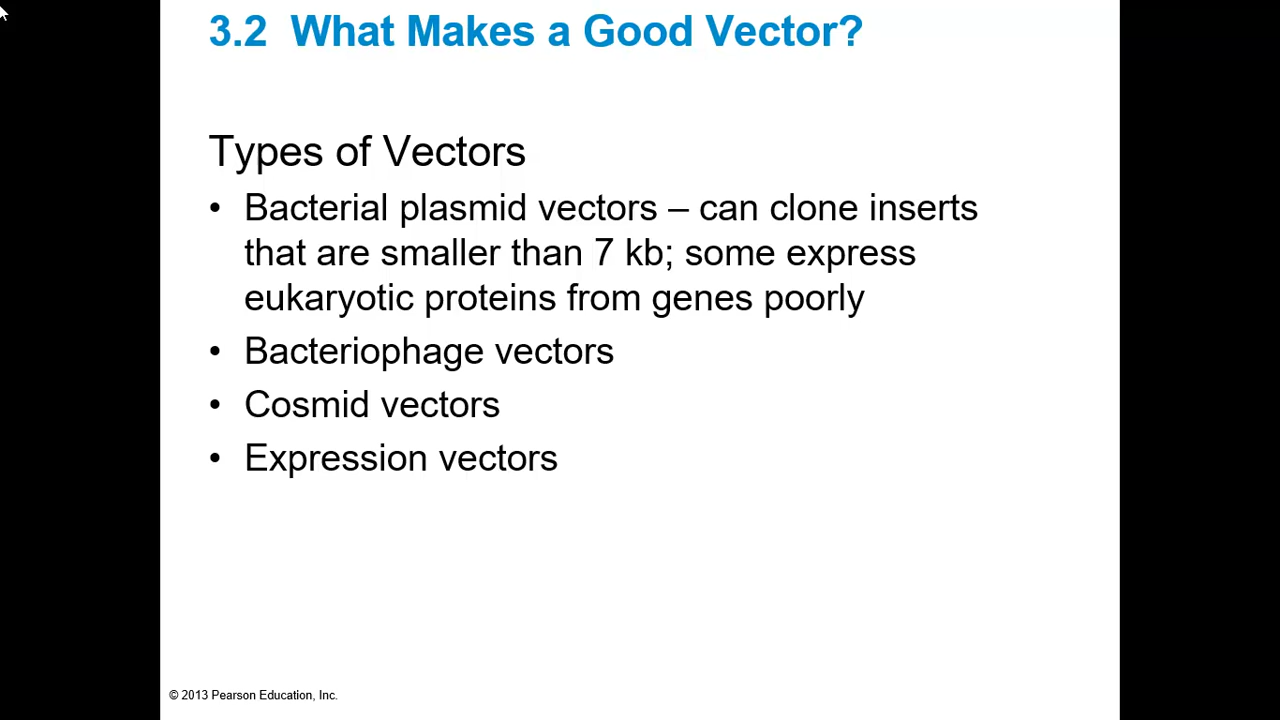 3.2 What Makes a Good Vector?
Types of Vectors
• Bacterial plasmid vectors – can clone inserts
that are smaller than 7 kb; some express
eukaryotic proteins from genes poorly
• Bacteriophage vectors
• Cosmid vectors
• Expression vectors
© 2013 Pearson Education, Inc.